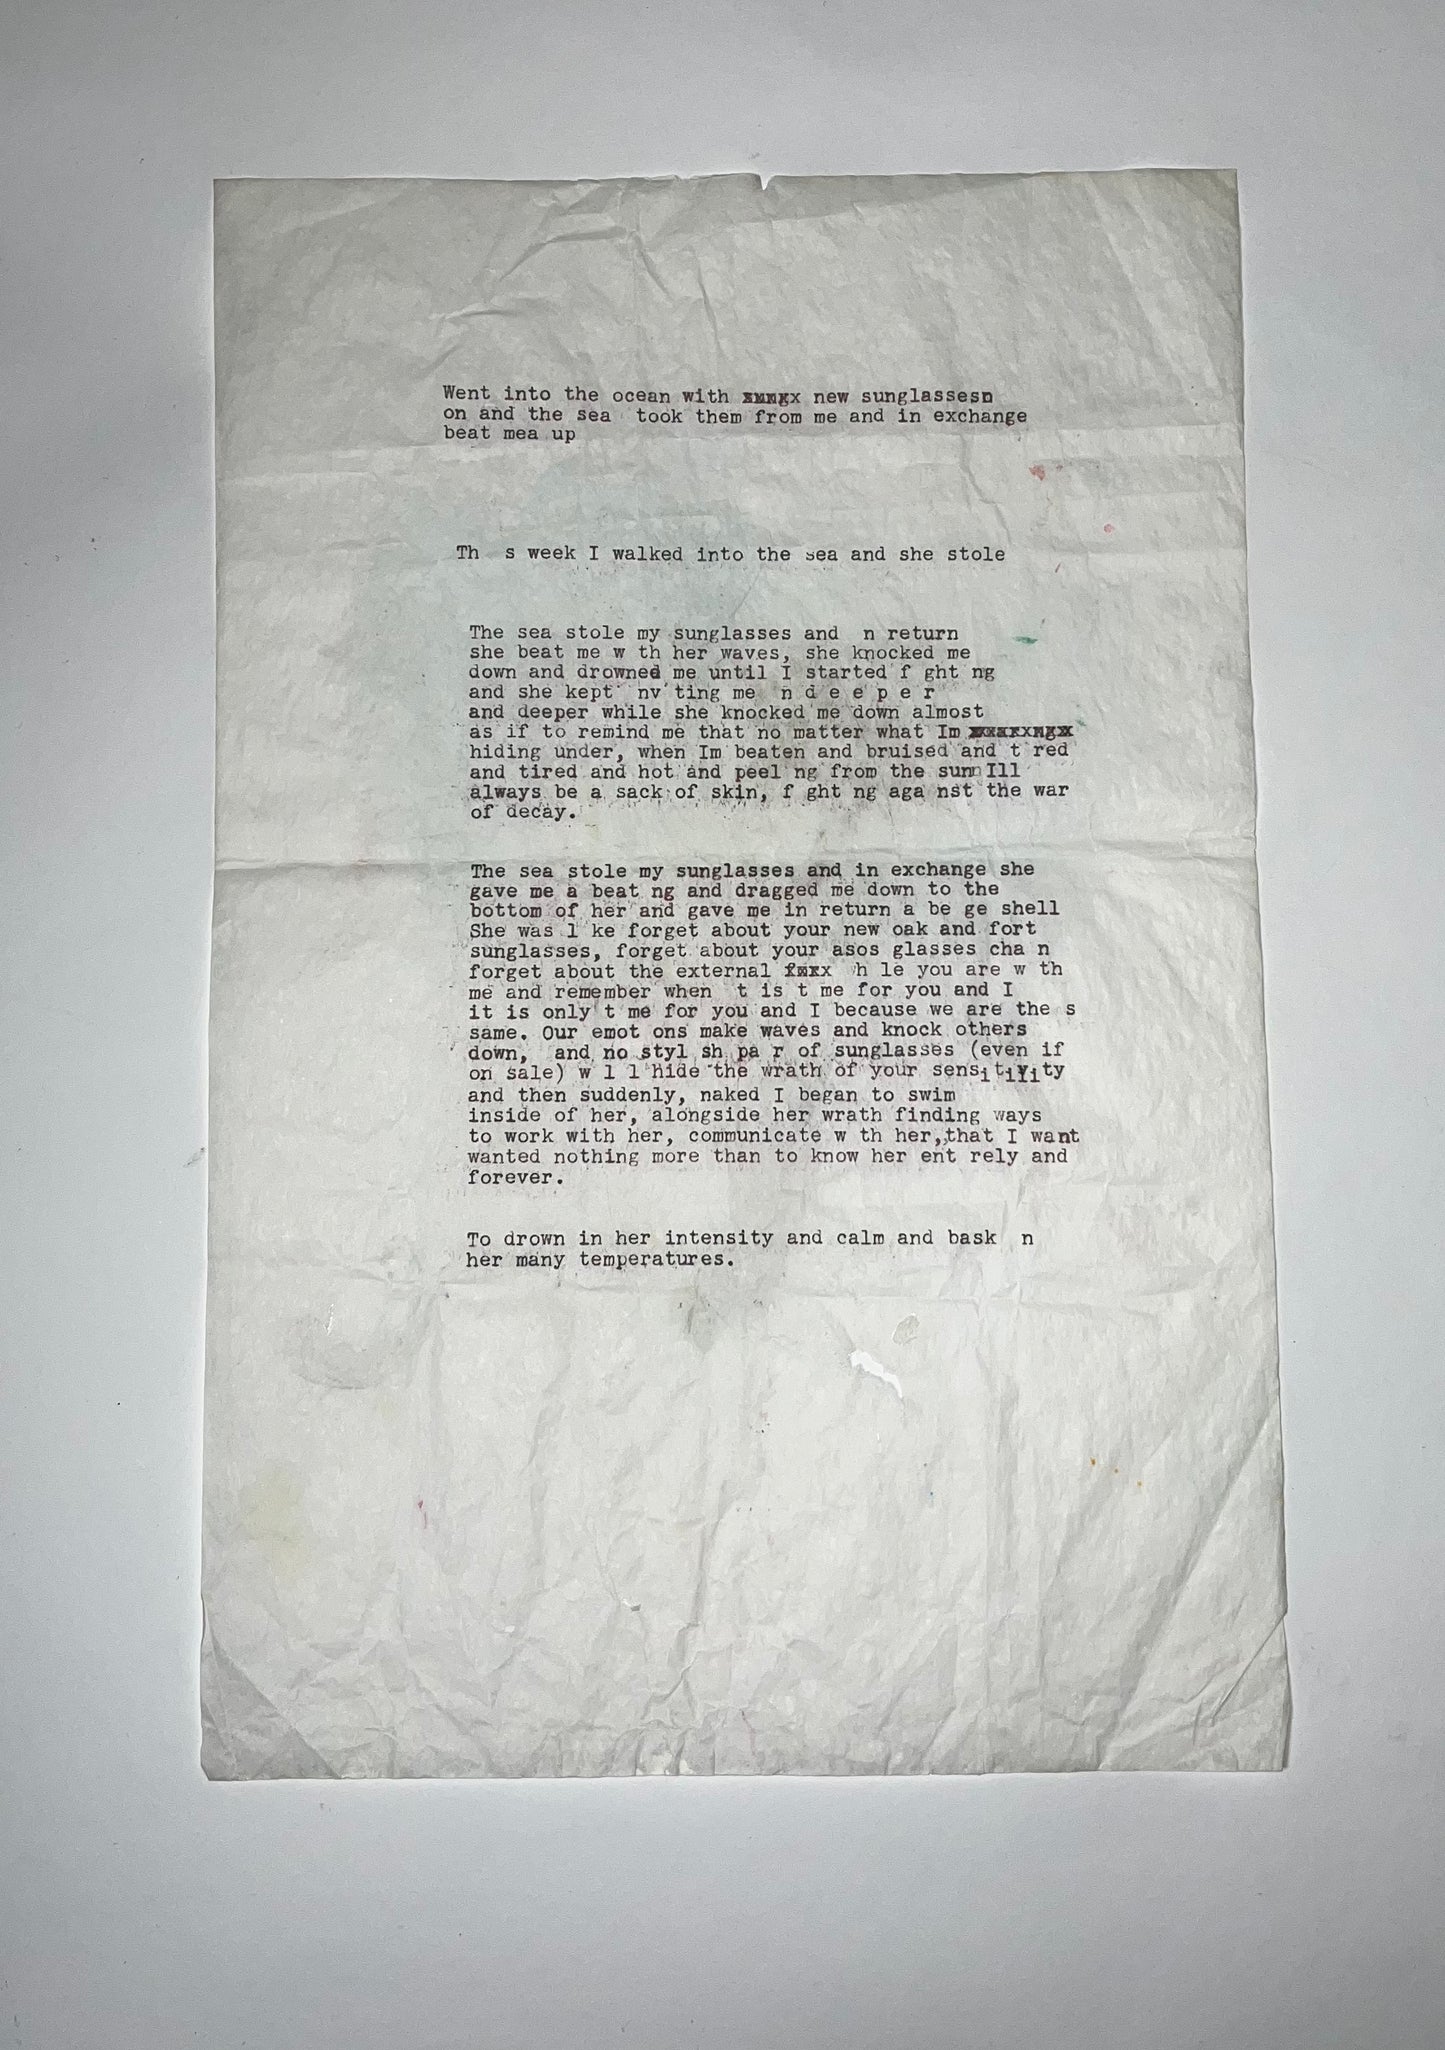 Went into the ocean with new sunglassesn
on and the sea took them from me and in exchange
beat mea up
Th s week I walked into the sea and she stole
The sea stole my sunglasses and n return
she beat me w th her waves, she knocked me
down and drowned me until I started f ght ng
and she kept nv ting me n d e e p e r
and deeper while she knocked me down almost
as if to remind me that no matter what Im
hiding under, when Im beaten and bruised and t red
and tired and hot and peel ng from the sun Ill
always be a sack of skin, f ght ng aga nst the war
of decay.
The sea stole my sunglasses and in exchange she
gave me a beat ng and dragged me down to the
bottom of her and gave me in return a be ge shell
She was l ke forget about your new oak and fort
sunglasses, forget about your asos glasses cha n
forget about the external h le you are w th
me and remember when t is t me for you and I
it is only t me for you and I because we are the s
same. Our emot ons make waves and knock others
down, and no styl sh pa r of sunglasses (even if
on sale) w l l hide the wrath of your sensitivity
and then suddenly, naked I began to swim
inside of her, alongside her wrath finding ways
to work with her, communicate w th her, that I want
wanted nothing more than to know her ent rely and
forever.
To drown in her intensity and calm and bask n
her many temperatures.